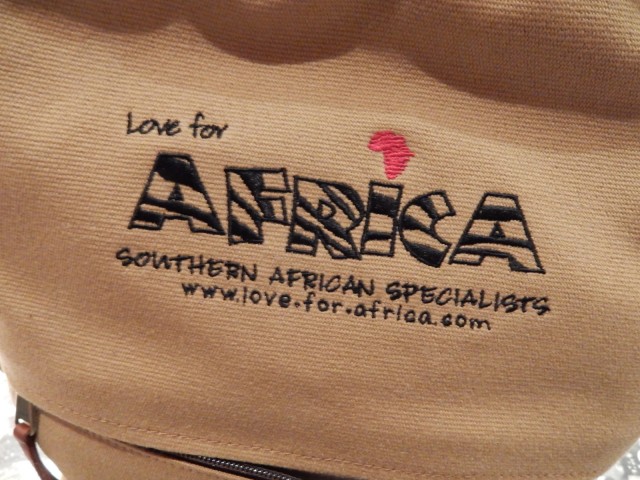 Love for
AFRICA
SOUTHERN AFRICAN SPECIALISTS
www.love.for.africa.com